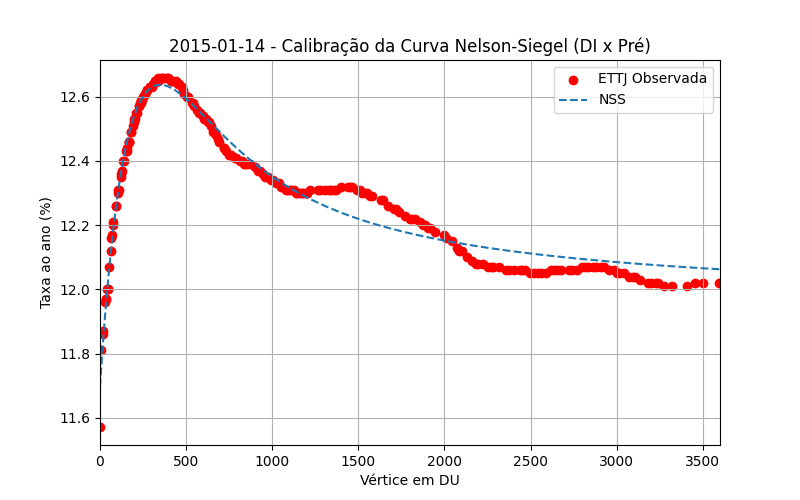 2015-01-14 - Calibração da Curva Nelson-Siegel (DI x Pré)
ETTJ Observada
NSS
Taxa ao ano (%)
12.6
12.4
12.2
12.0
11.8
11.6
0 500 1000 1500 2000 2500 3000 3500
Vértice em DU